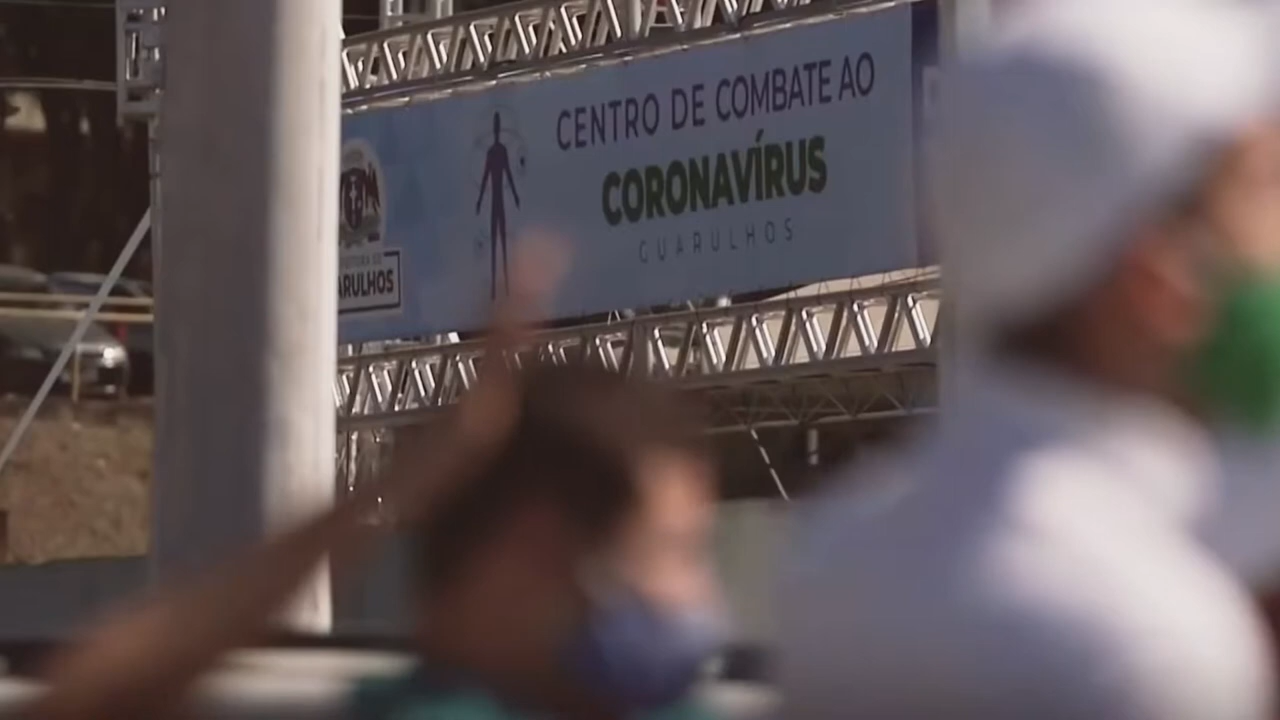 CENTRO DE COMBATE AO
CORONAVÍRUS
GUARULHOS
ARULHOS